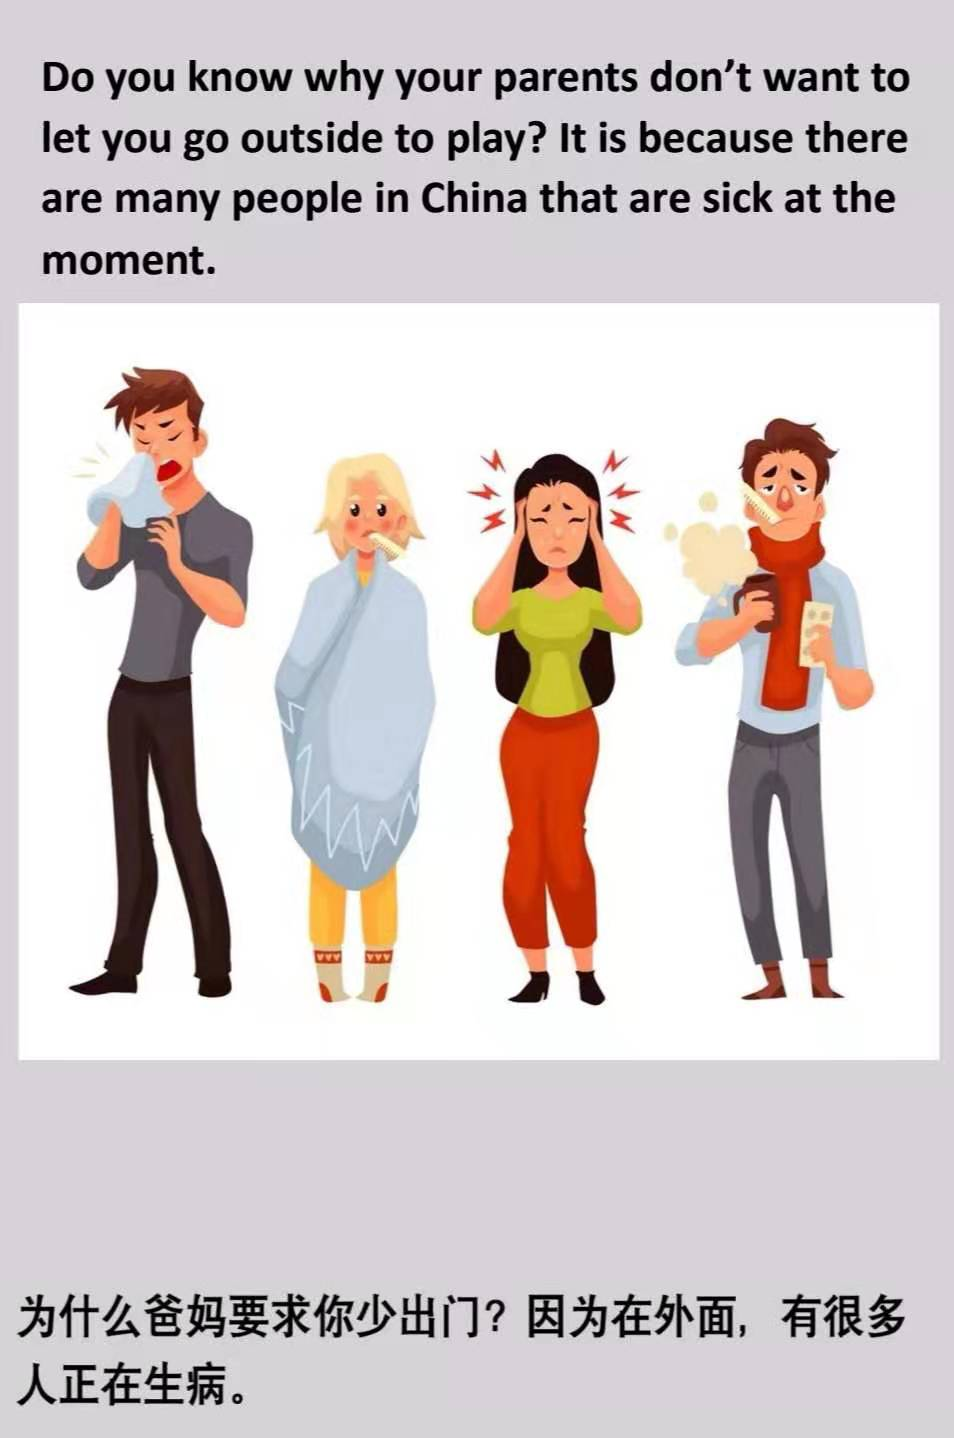 Do you know why your parents don’t want to
let you go outside to play? It is because there
are many people in China that are sick at the
moment.
为什么爸妈要求你少出门？因为在外面，有很多
人正在生病。